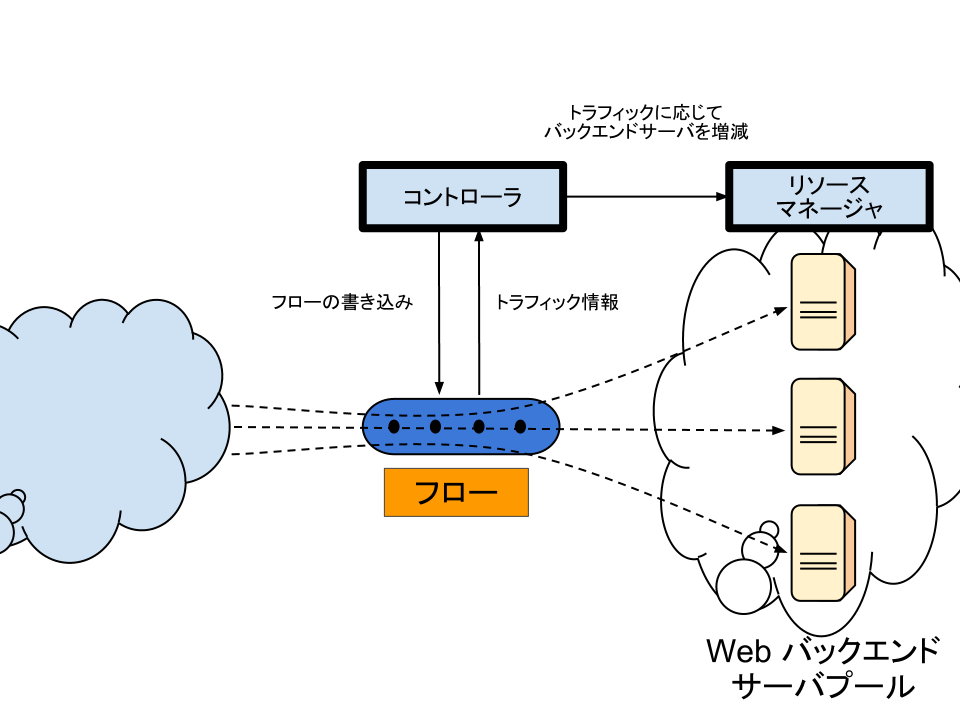 トラフィックに応じて
バックエンドサーバを増減
コントローラ
リソース
マネージャ
フローの書き込み
トラフィック情報
フロー
Web バックエンド
サーバプール